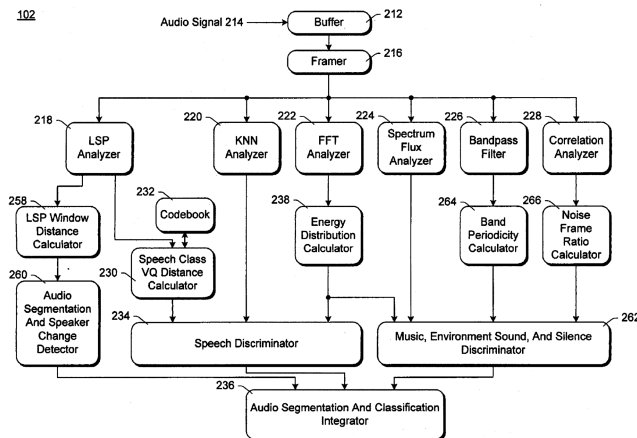 102
Audio Signal 214
Buffer
212
Framer
216
218
LSP
Analyzer
220
KNN
Analyzer
222
FFT
Analyzer
224
Spectrum
Flux
Analyzer
226
Bandpass
Filter
228
Correlation
Analyzer
258
LSP Window
Distance
Calculator
232
Codebook
238
Energy
Distribution
Calculator
264
Band
Periodicity
Calculator
266
Noise
Frame
Ratio
Calculator
260
Audio
Segmentation
And Speaker
Change
Detector
230
Speech Class
VQ Distance
Calculator
234
Speech Discriminator
Music, Environment Sound, And Silence
Discriminator
262
236
Audio Segmentation And Classification
Integrator